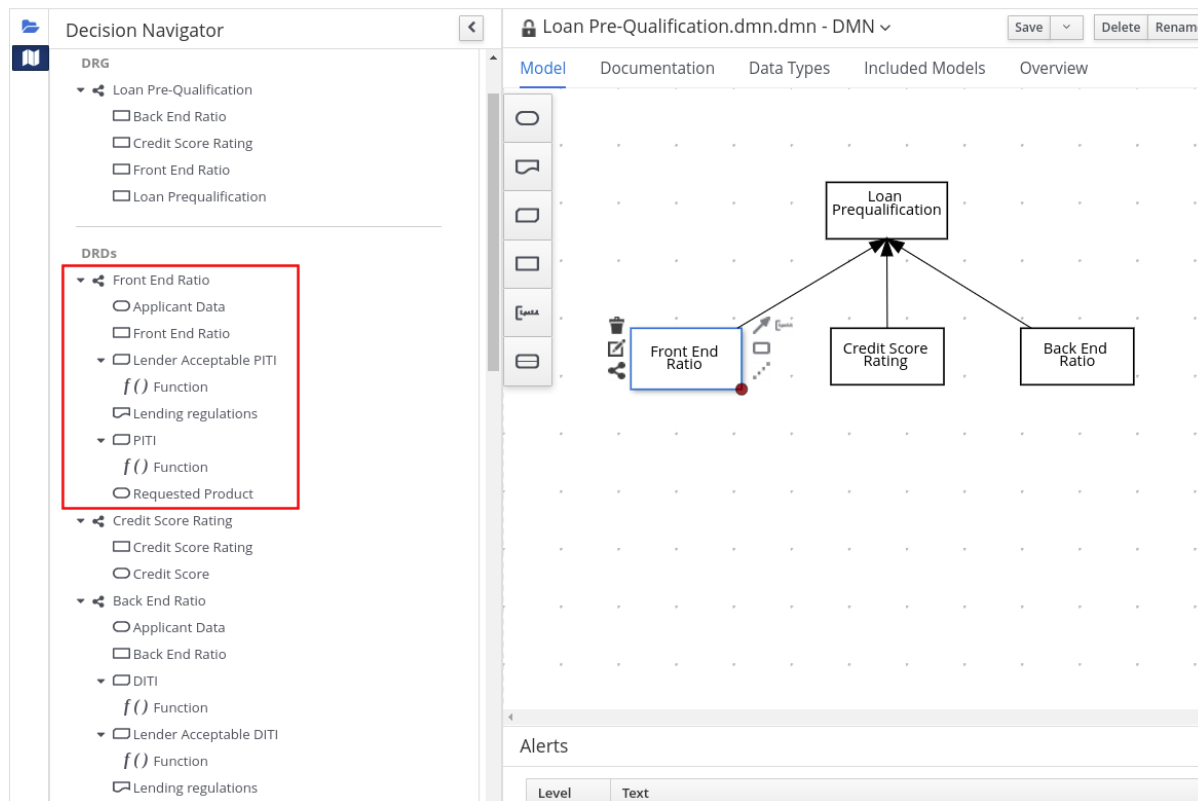 Decision Navigator
DRG
Loan Pre-Qualification
Back End Ratio
Credit Score Rating
Front End Ratio
Loan Prequalification
DRDs
Front End Ratio
Applicant Data
Front End Ratio
Lender Acceptable PITI
f ( ) Function
Lending regulations
PITI
f ( ) Function
Requested Product
Credit Score Rating
Credit Score Rating
Credit Score
Back End Ratio
Applicant Data
Back End Ratio
DITI
f ( ) Function
Lender Acceptable DITI
f ( ) Function
Lending regulations
Loan Pre-Qualification.dmn.dmn - DMN
Save
Delete
Renam
Model Documentation Data Types Included Models Overview
Loan
Prequalification
Front End
Ratio
Credit Score
Rating
Back End
Ratio
Alerts
Level Text